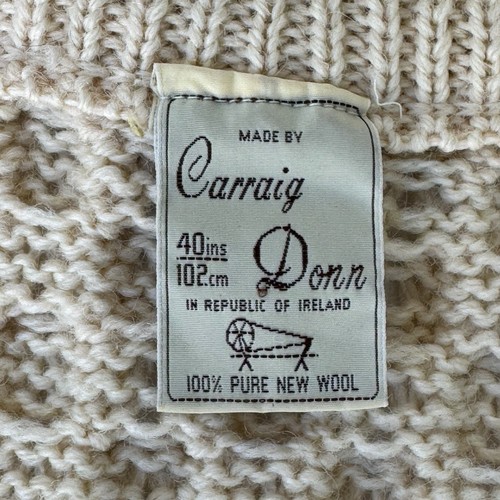 MADE BY
Carraig
40ins
102cm
Donn
IN REPUBLIC OF IRELAND
100% PURE NEW WOOL